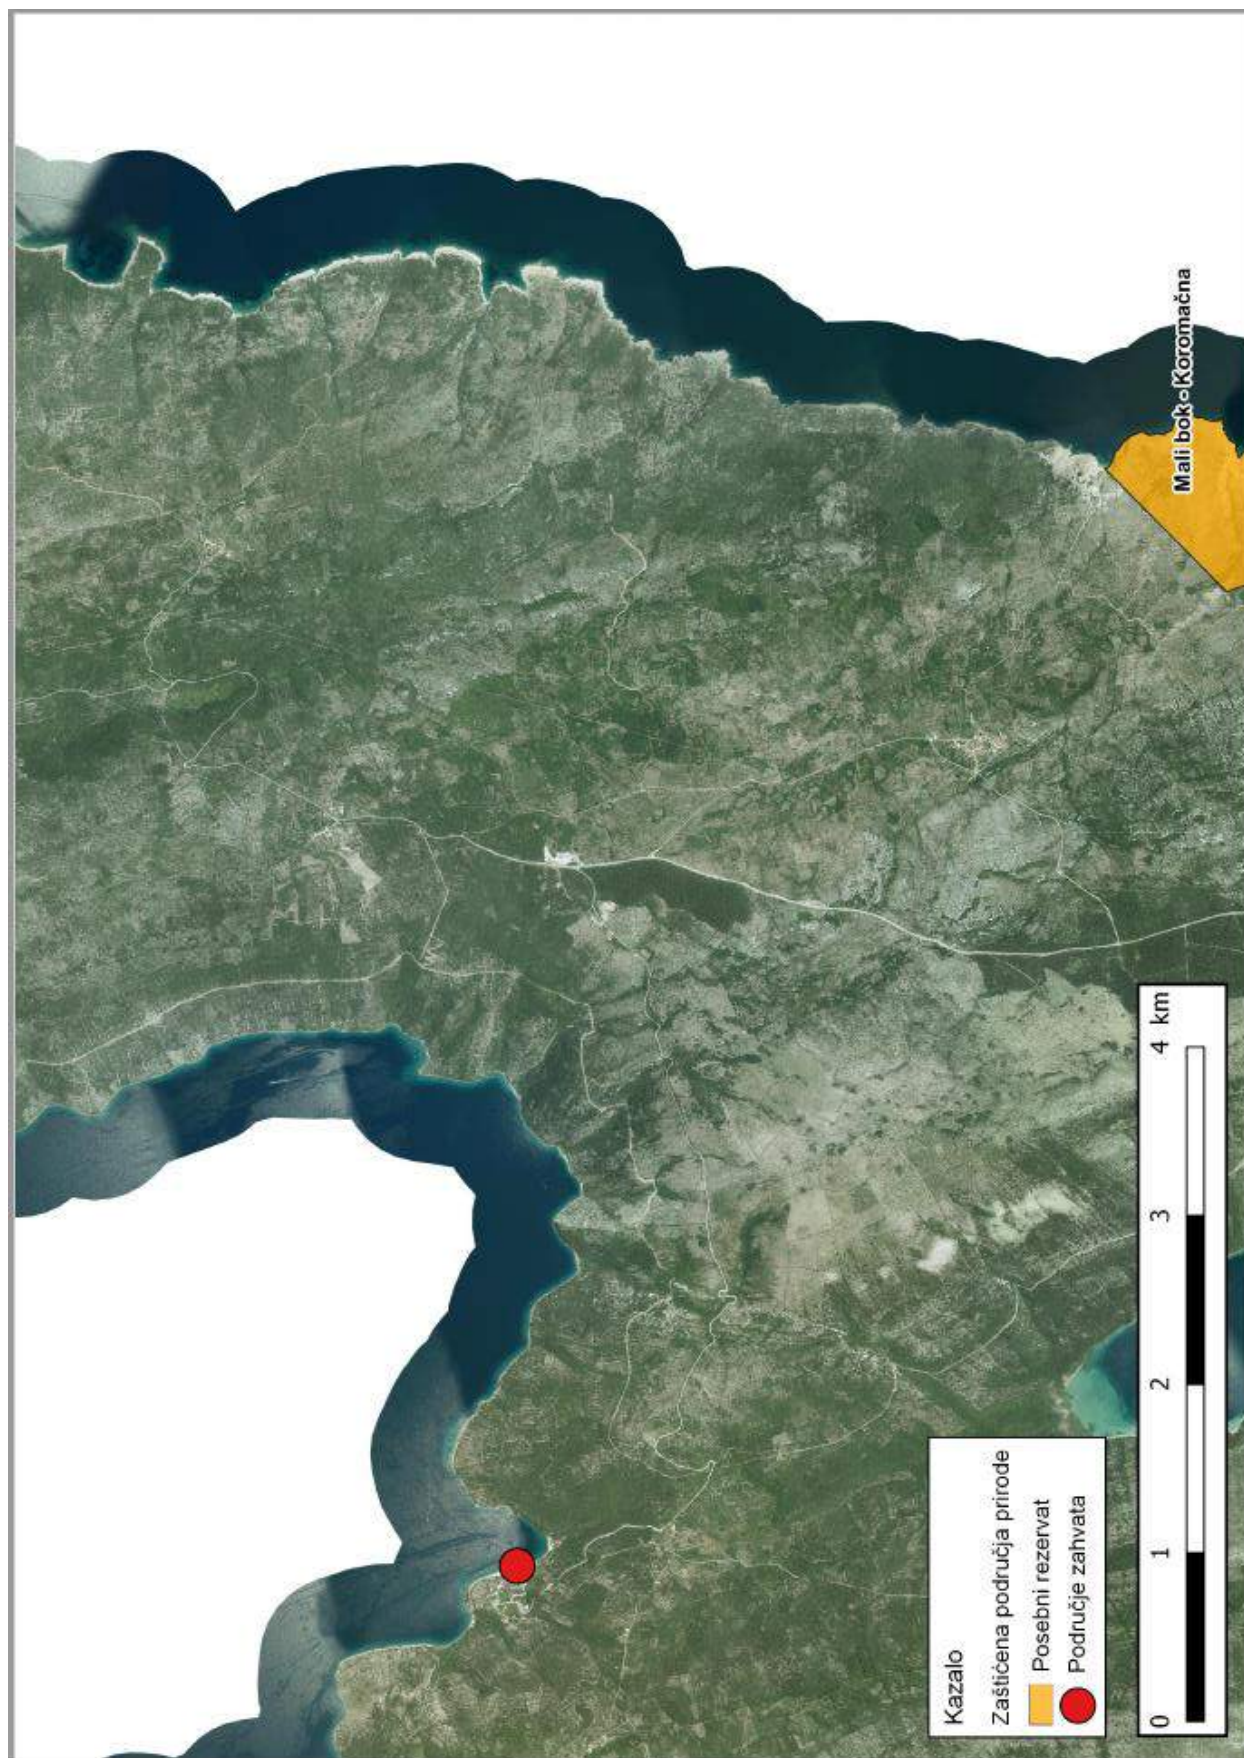 Mali bok - Koromačna
Kazalo
Zaštićena područja prirode
Posebni rezervat
Područje zahvata
0 1 2 3 4 km